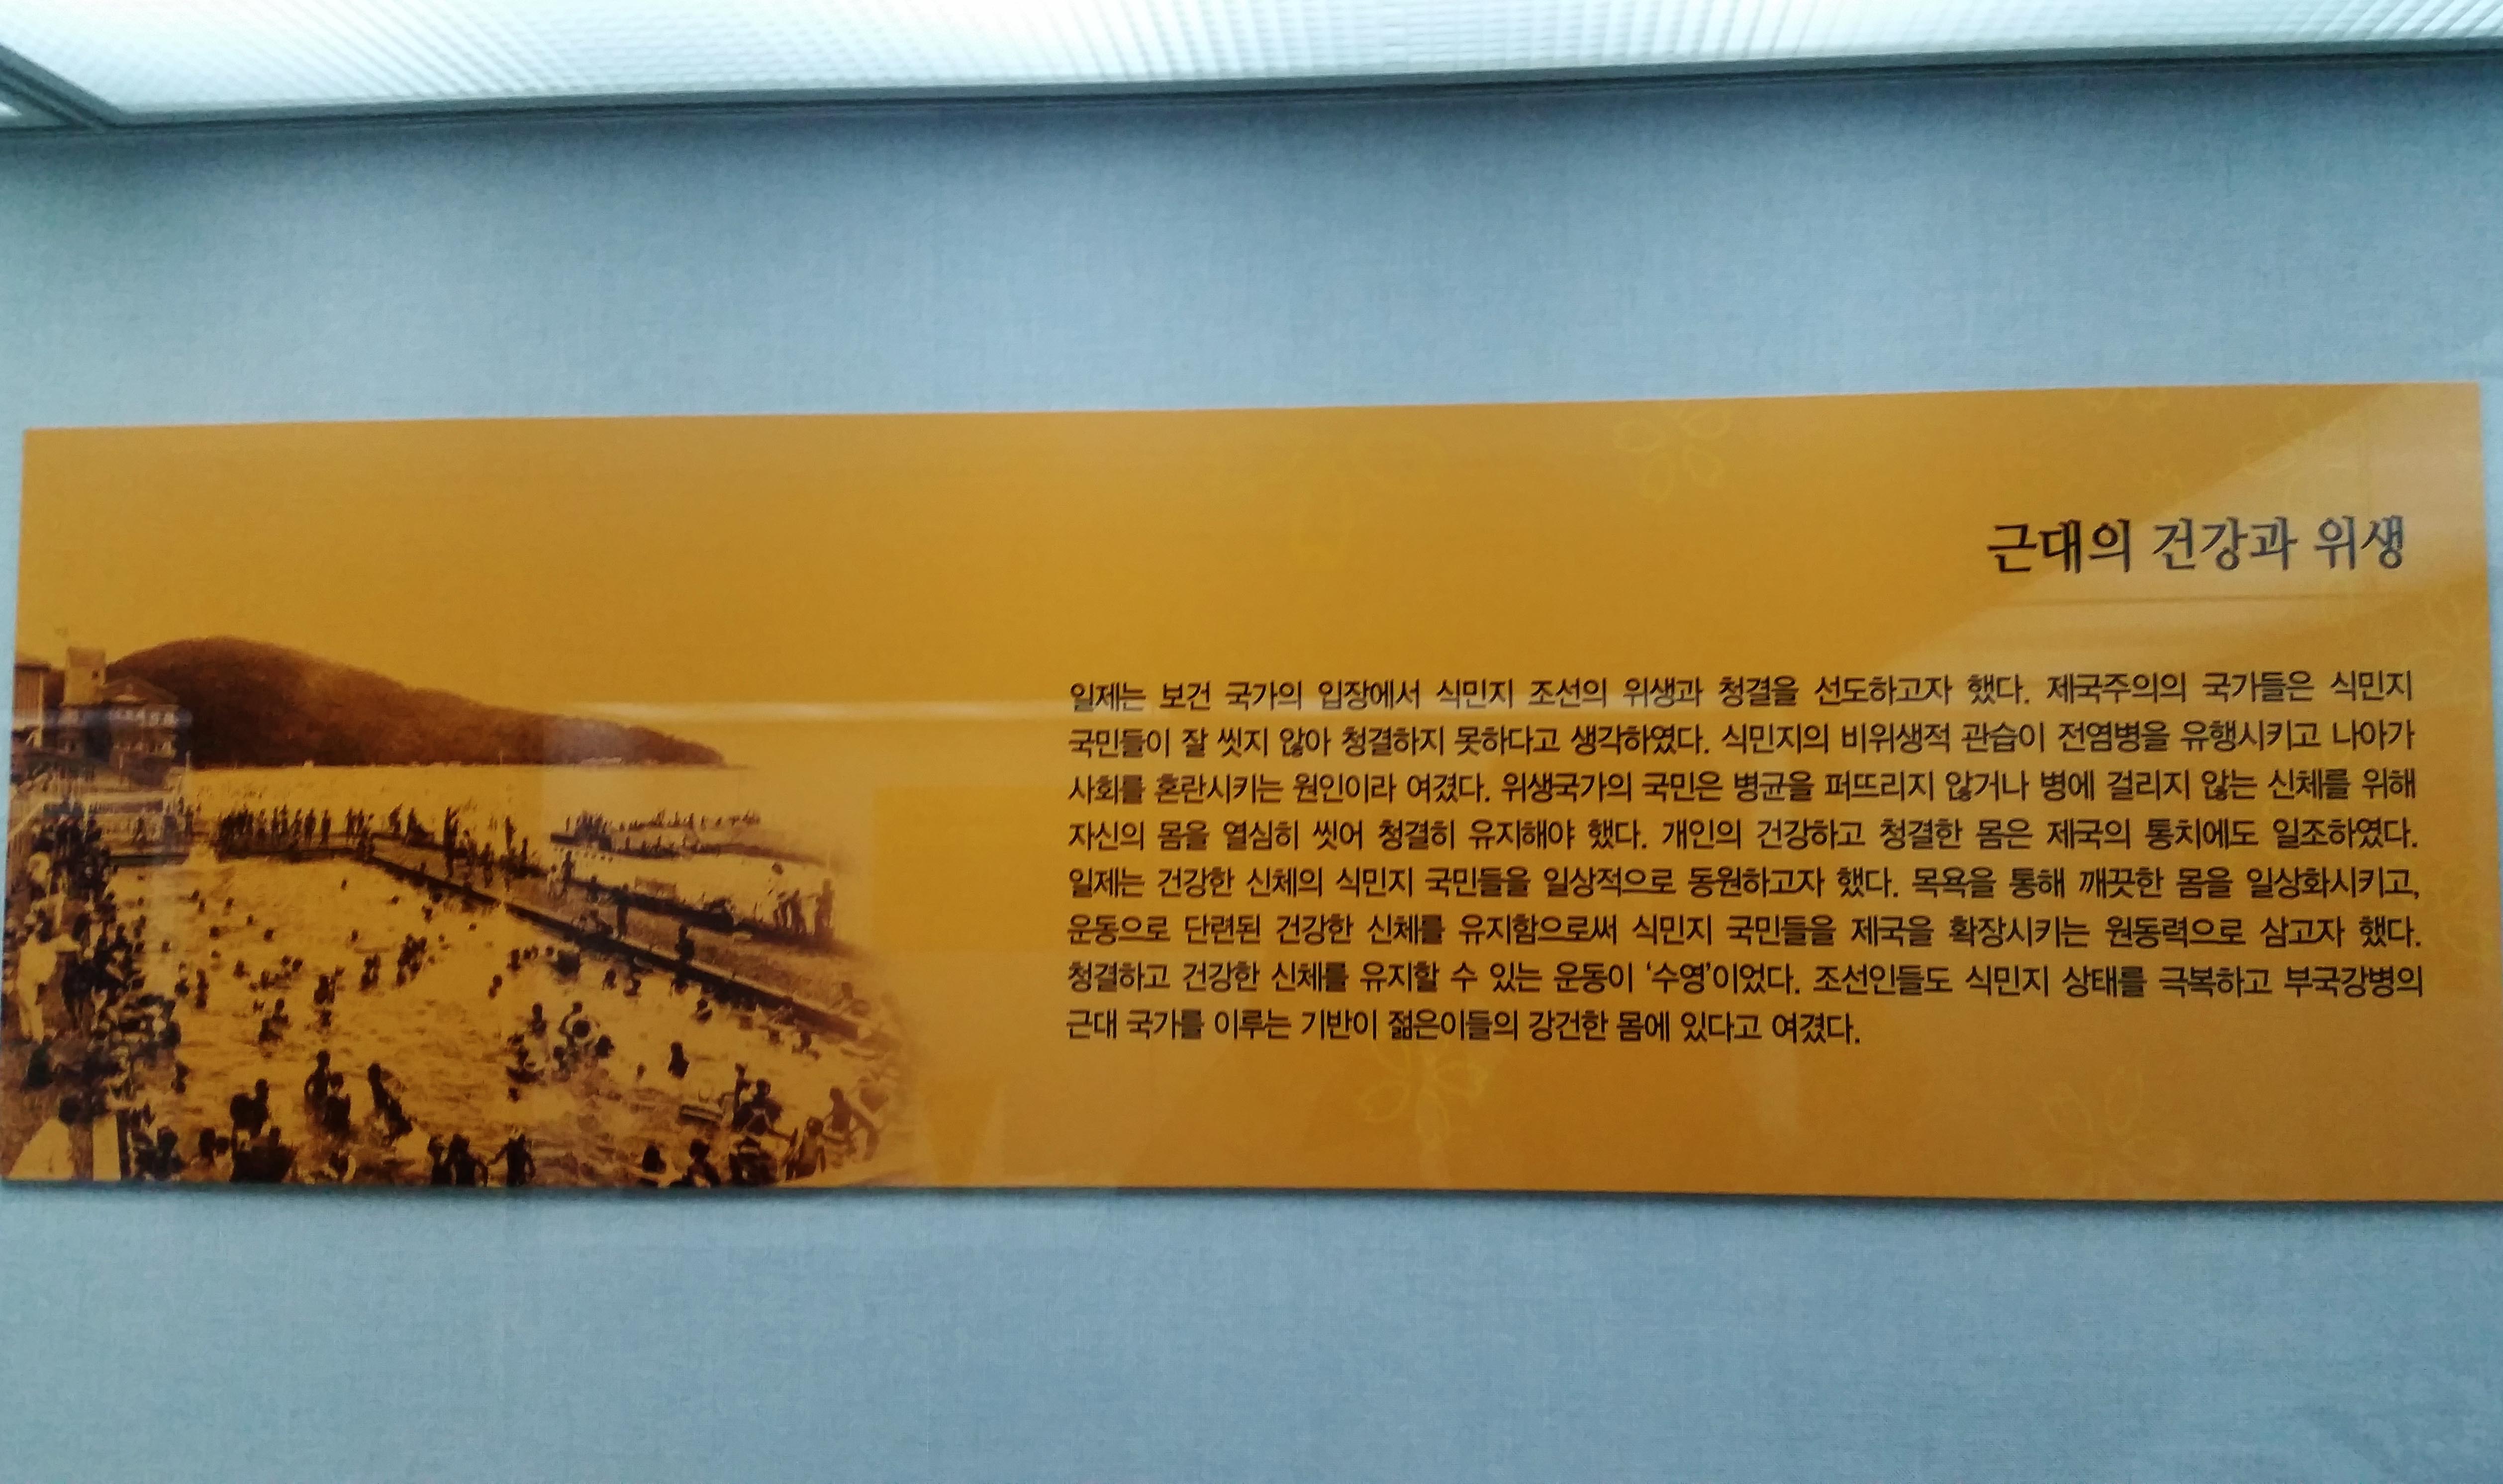 근대의 건강과 위생
일제는 보건 국가의 입장에서 식민지 조선의 위생과 청결을 선도하고자 했다. 제국주의의 국가들은 식민지
국민들이 잘 씻지 않아 청결하지 못하다고 생각하였다. 식민지의 비위생적 관습이 전염병을 유행시키고 나아가
사회를 혼란시키는 원인이라 여겼다. 위생국가의 국민은 병균을 퍼뜨리지 않거나 병에 걸리지 않는 신체를 위해
자신의 몸을 열심히 씻어 청결히 유지해야 했다. 개인의 건강하고 청결한 몸은 제국의 통치에도 일조하였다.
일제는 건강한 신체의 식민지 국민들을 일상적으로 동원하고자 했다. 목욕을 통해 깨끗한 몸을 일상화시키고,
운동으로 단련된 건강한 신체를 유지함으로써 식민지 국민들을 제국을 확장시키는 원동력으로 삼고자 했다.
청결하고 건강한 신체를 유지할 수 있는 운동이 ‘수영’이었다. 조선인들도 식민지 상태를 극복하고 부국강병의
근대 국가를 이루는 기반이 젊은이들의 강건한 몸에 있다고 여겼다.